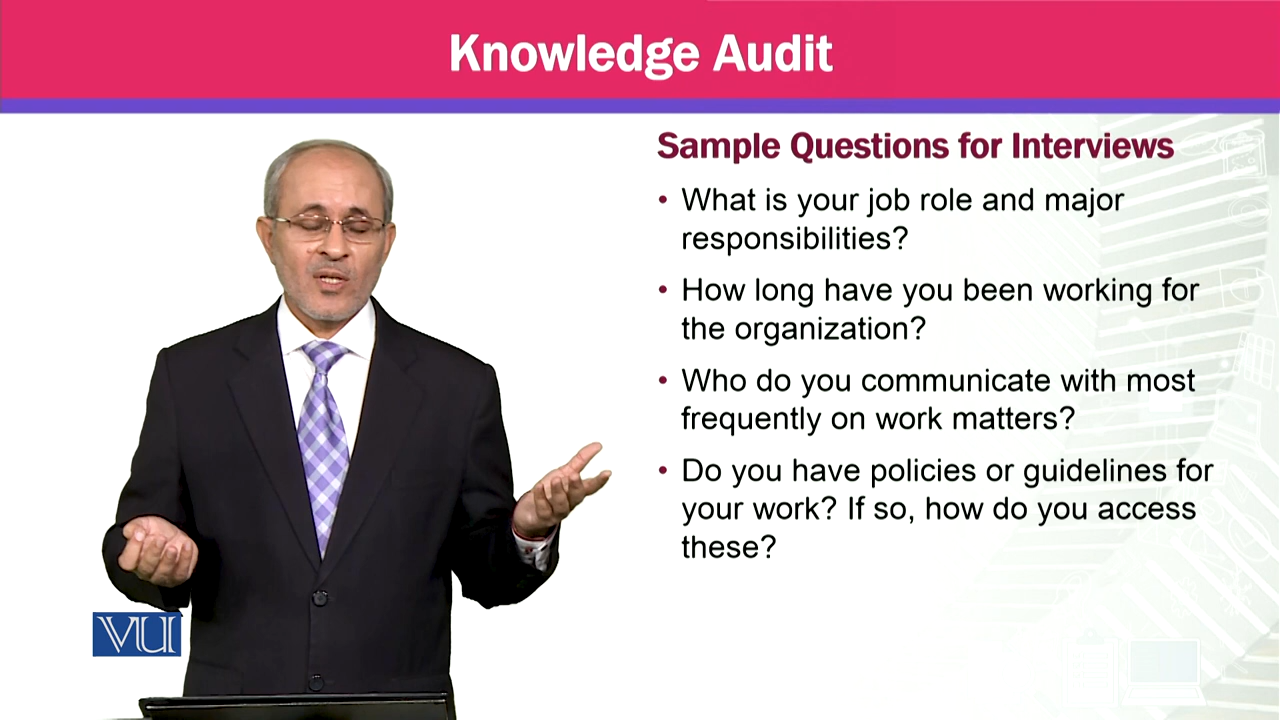 Knowledge Audit
Sample Questions for Interviews
• What is your job role and major
responsibilities?
• How long have you been working for
the organization?
• Who do you communicate with most
frequently on work matters?
• Do you have policies or guidelines for
your work? If so, how do you access
these?
VU